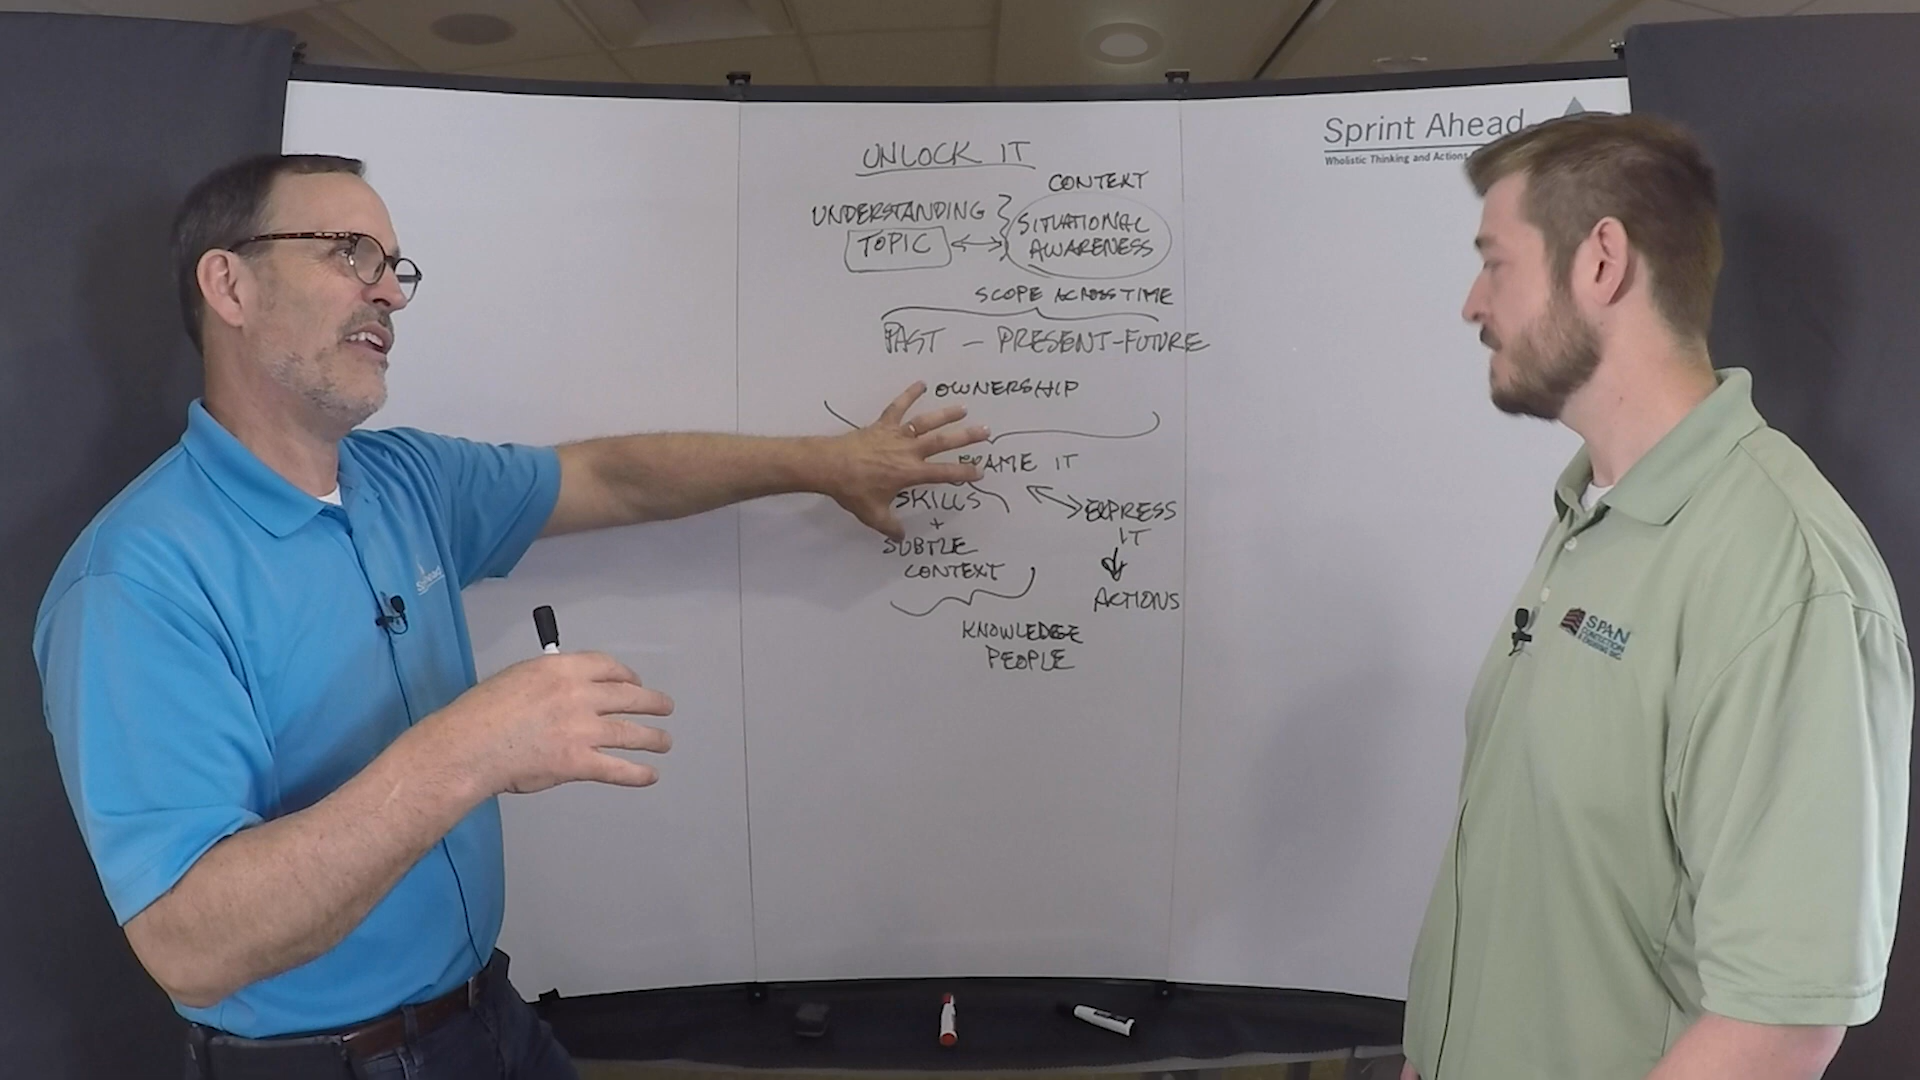 UNLOCK IT
Sprint Ahead
Wholistic Thinking and Actions
CONTEXT
UNDERSTANDING
TOPIC
SITUATIONAL
AWARENESS
SCOPE ACROSS TIME
PAST - PRESENT-FUTURE
OWNERSHIP
FRAME IT
SKILLS
+
SUBTLE
CONTEXT
EXPRESS
IT
ACTIONS
KNOWLEDGE
PEOPLE
SPAN